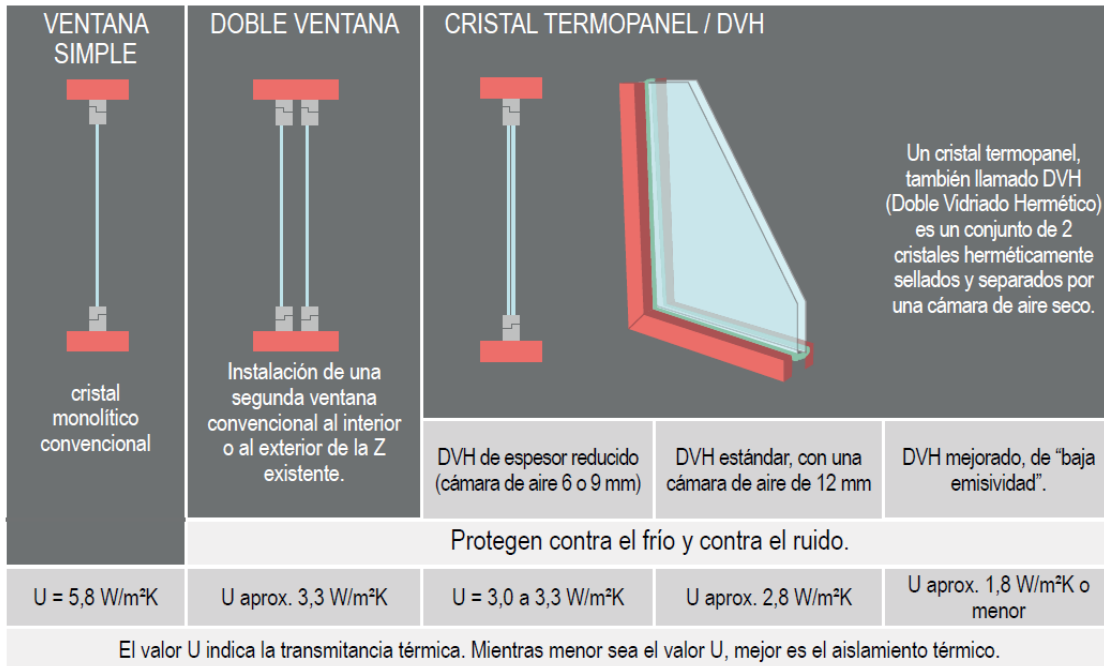 VENTANA
SIMPLE
DOBLE VENTANA
CRISTAL TERMOPANEL / DVH
Un cristal termopanel,
también llamado DVH
(Doble Vidriado Hermético)
es un conjunto de 2
cristales herméticamente
sellados y separados por
una cámara de aire seco.
cristal
monolítico
convencional
Instalación de una
segunda ventana
convencional al interior
o al exterior de la Z
existente.
DVH de espesor reducido
(cámara de aire 6 o 9 mm)
DVH estándar, con una
cámara de aire de 12 mm
DVH mejorado, de “baja
emisividad”.
Protegen contra el frío y contra el ruido.
U = 5,8 W/m²K
U aprox. 3,3 W/m²K
U = 3,0 a 3,3 W/m²K
U aprox. 2,8 W/m²K
U aprox. 1,8 W/m²K o
menor
El valor U indica la transmitancia térmica. Mientras menor sea el valor U, mejor es el aislamiento térmico.